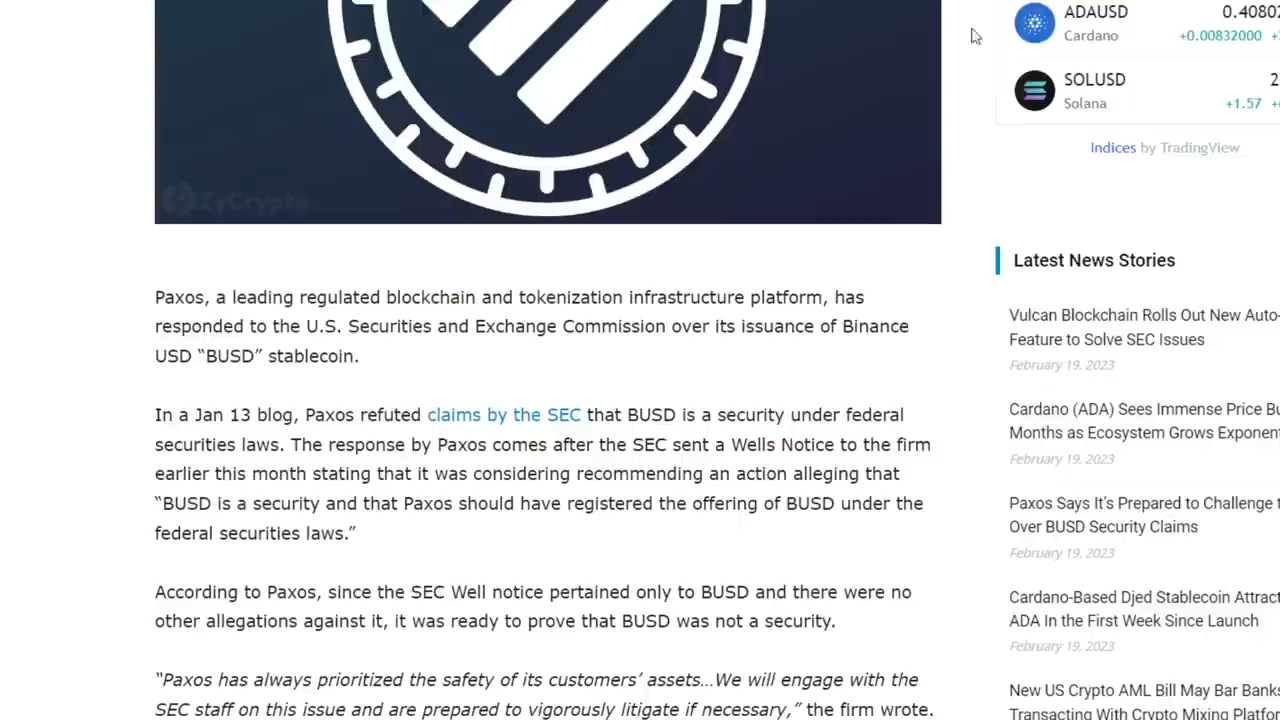 ZyCrypto
Paxos, a leading regulated blockchain and tokenization infrastructure platform, has
responded to the U.S. Securities and Exchange Commission over its issuance of Binance
USD “BUSD” stablecoin.
In a Jan 13 blog, Paxos refuted claims by the SEC that BUSD is a security under federal
securities laws. The response by Paxos comes after the SEC sent a Wells Notice to the firm
earlier this month stating that it was considering recommending an action alleging that
“BUSD is a security and that Paxos should have registered the offering of BUSD under the
federal securities laws.”
According to Paxos, since the SEC Well notice pertained only to BUSD and there were no
other allegations against it, it was ready to prove that BUSD was not a security.
“Paxos has always prioritized the safety of its customers’ assets…We will engage with the
SEC staff on this issue and are prepared to vigorously litigate if necessary,” the firm wrote.
ADAUSD 0.40802
Cardano +0.00832000
SOLUSD 2
Solana +1.57
Indices by TradingView
Latest News Stories
Vulcan Blockchain Rolls Out New Auto-
Feature to Solve SEC Issues
February 19, 2023
Cardano (ADA) Sees Immense Price Bu
Months as Ecosystem Grows Exponent
February 19, 2023
Paxos Says It’s Prepared to Challenge t
Over BUSD Security Claims
February 19, 2023
Cardano-Based Djed Stablecoin Attract
ADA In the First Week Since Launch
February 19, 2023
New US Crypto AML Bill May Bar Banks
Transacting With Crypto Mixing Platfor